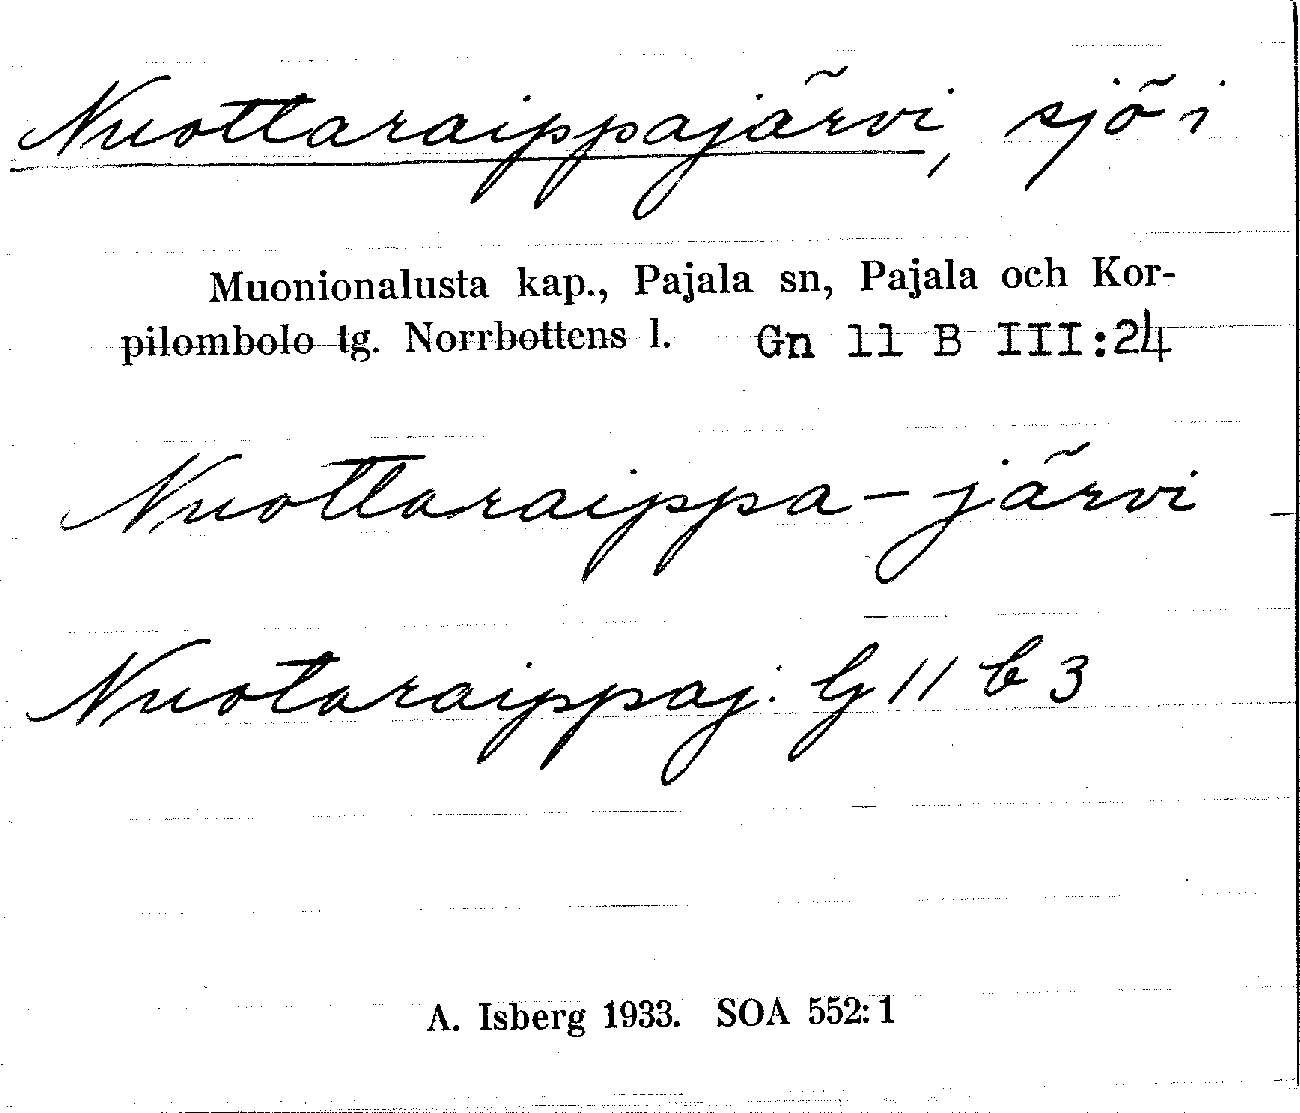 Nuottaraippajärvi, sjö i
Muonionalusta kap., Pajala sn, Pajala och Kor-
pilombolo tg. Norrbottens l. Gn 11 B III:24
Nuottaraippa-järvi
Nuotaraippaj. G 11 b 3
A. Isberg 1933. SOA 552:1